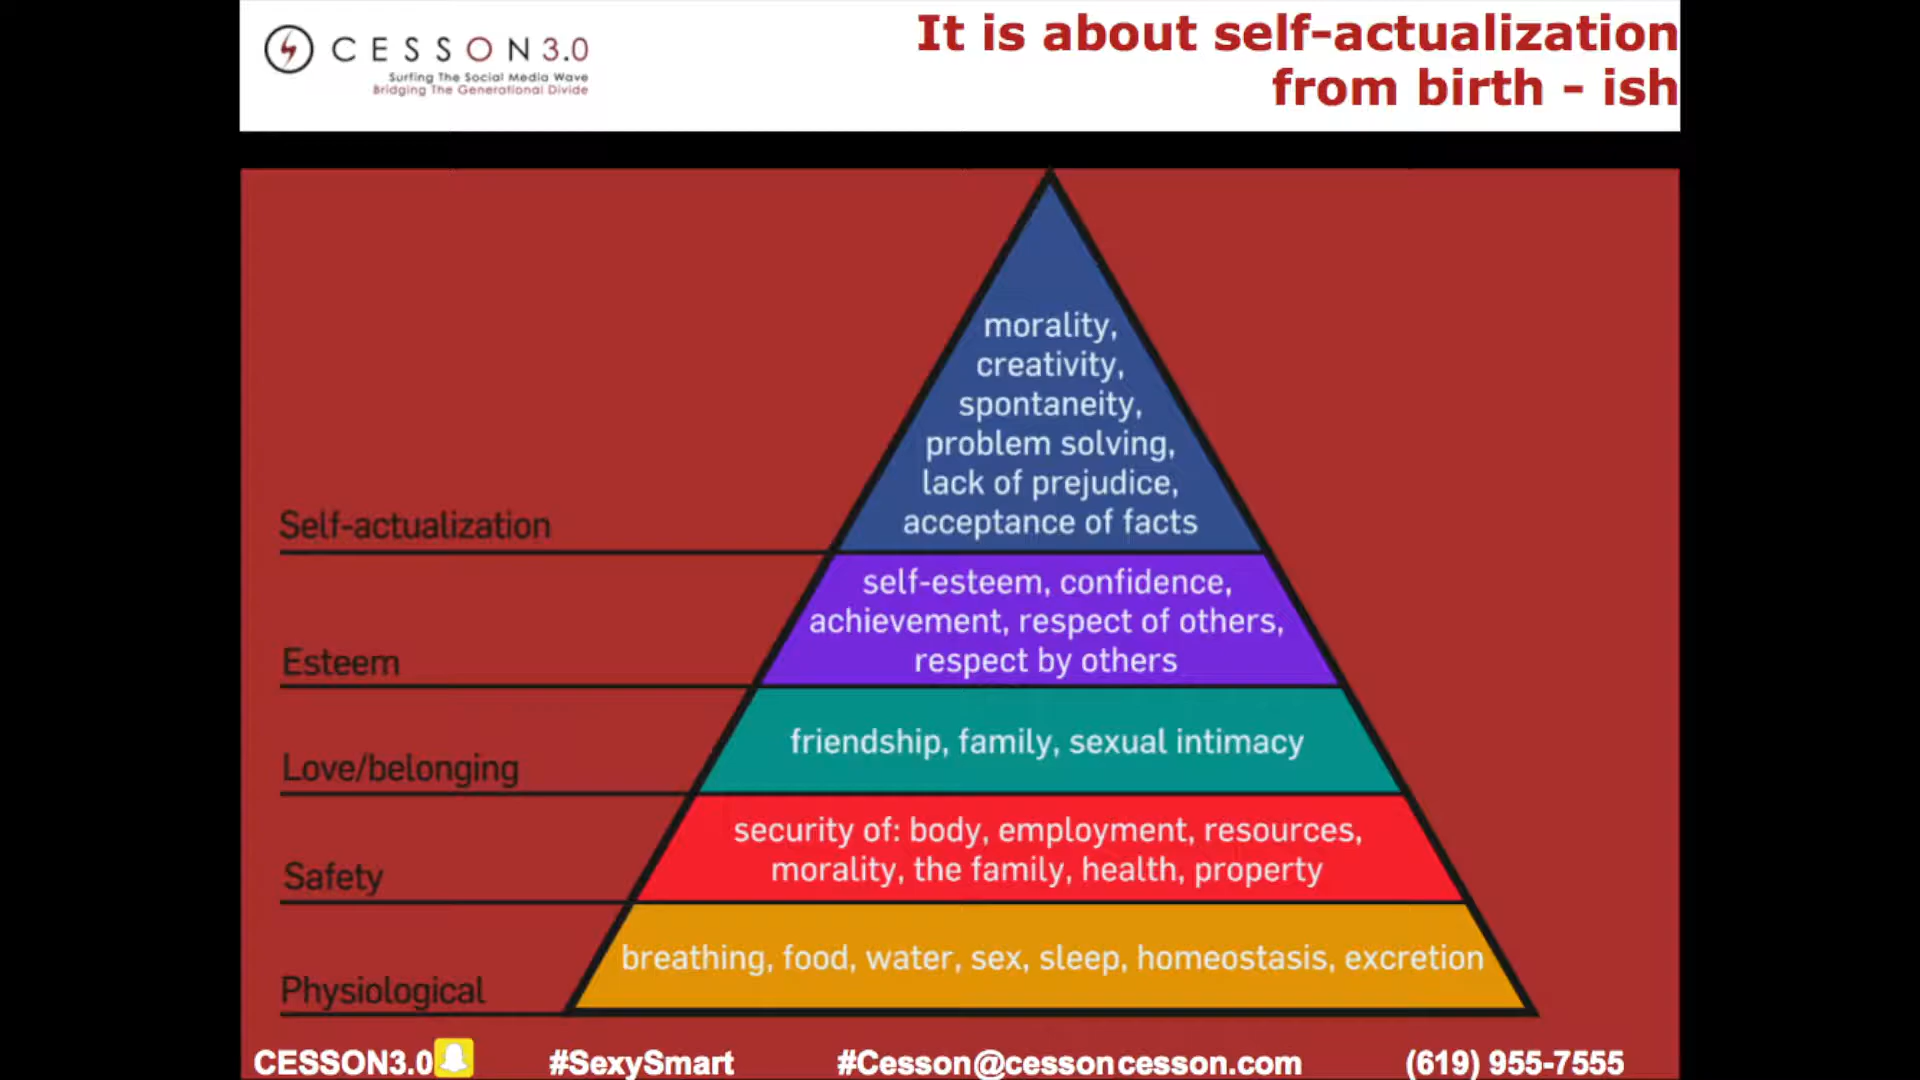 CESSON3.0
Surfing The Social Media Wave
Bridging The Generational Divide
It is about self-actualization
from birth - ish
morality,
creativity,
spontaneity,
problem solving,
lack of prejudice,
acceptance of facts
Self-actualization
self-esteem, confidence,
achievement, respect of others,
respect by others
Esteem
friendship, family, sexual intimacy
Love/belonging
security of: body, employment, resources,
morality, the family, health, property
Safety
breathing, food, water, sex, sleep, homeostasis, excretion
Physiological
CESSON3.0 #SexySmart #Cesson@cessoncesson.com (619) 955-7555